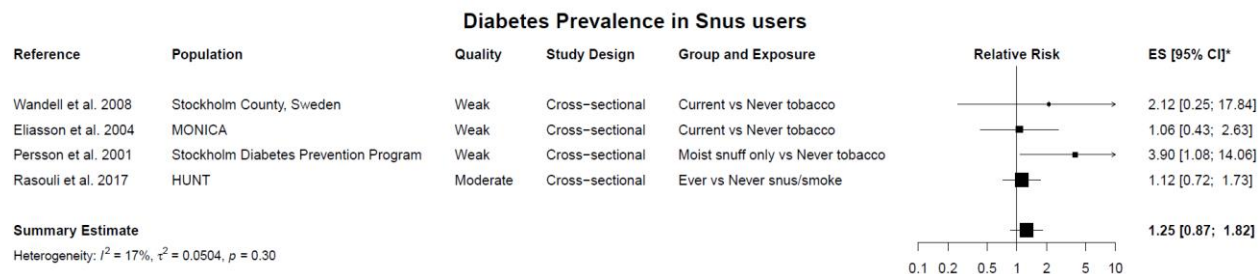 Diabetes Prevalence in Snus users
Reference Population Quality Study Design Group and Exposure Relative Risk ES [95% CI]*
Wandell et al. 2008 Stockholm County, Sweden Weak Cross−sectional Current vs Never tobacco 2.12 [0.25; 17.84]
Eliasson et al. 2004 MONICA Weak Cross−sectional Current vs Never tobacco 1.06 [0.43; 2.63]
Persson et al. 2001 Stockholm Diabetes Prevention Program Weak Cross−sectional Moist snuff only vs Never tobacco 3.90 [1.08; 14.06]
Rasouli et al. 2017 HUNT Moderate Cross−sectional Ever vs Never snus/smoke 1.12 [0.72; 1.73]
Summary Estimate 1.25 [0.87; 1.82]
Heterogeneity: I² = 17%, τ² = 0.0504, p = 0.30
0.1 0.2 0.5 1 2 5 10